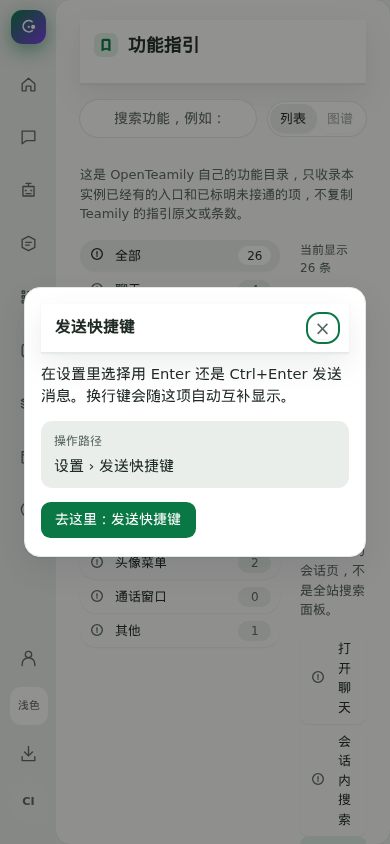 功能指引
搜索功能，例如：
列表
图谱
这是 OpenTeamily 自己的功能目录，只收录本
实例已经有的入口和已标明未接通的项，不复制
Teamily 的指引原文或条数。
全部
26
当前显示
26 条
发送快捷键
在设置里选择用 Enter 还是 Ctrl+Enter 发送
消息。换行键会随这项自动互补显示。
操作路径
设置 › 发送快捷键
去这里：发送快捷键
头像菜单
2
通话窗口
0
其他
1
会话页，不
是全站搜索
面板。
打
开
聊
天
会
话
内
搜
索
浅色
CI